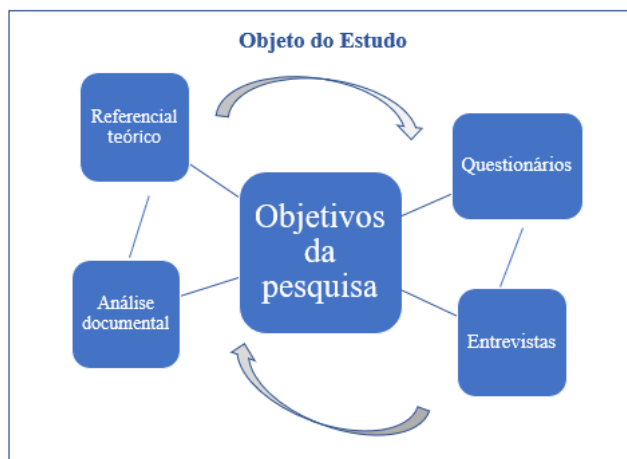 Objeto do Estudo
Referencial
teórico
Questionários
Objetivos
da
pesquisa
Análise
documental
Entrevistas